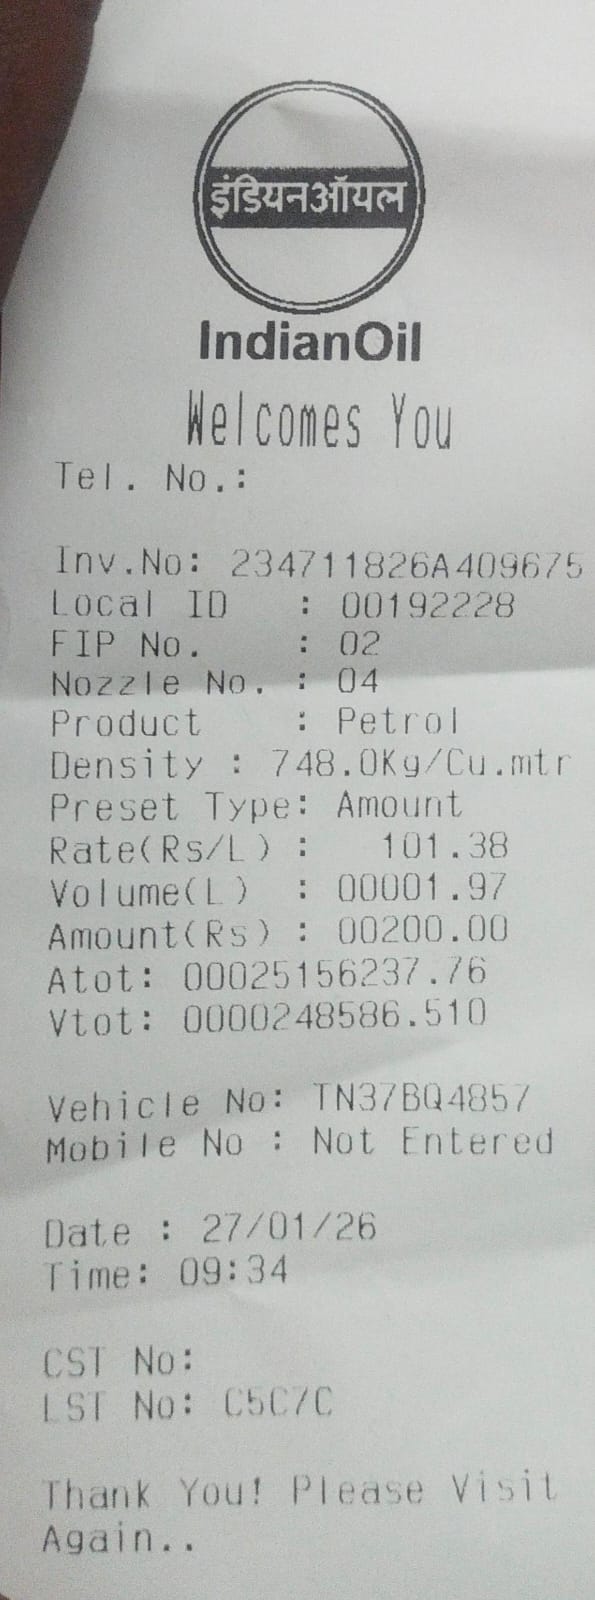 इंडियनऑयल
IndianOil
Welcomes You
Tel. No.:
Inv.No: 234711826A409675
Local ID : 00192228
FIP No. : 02
Nozzle No. : 04
Product : Petrol
Density : 748.0Kg/Cu.mtr
Preset Type: Amount
Rate(Rs/L) : 101.38
Volume(L) : 00001.97
Amount(Rs) : 00200.00
Atot: 00025156237.76
Vtot: 0000248586.510
Vehicle No: TN37BQ4857
Mobile No : Not Entered
Date : 27/01/26
Time: 09:34
CST No:
LST No: C5C7C
Thank You! Please Visit
Again..